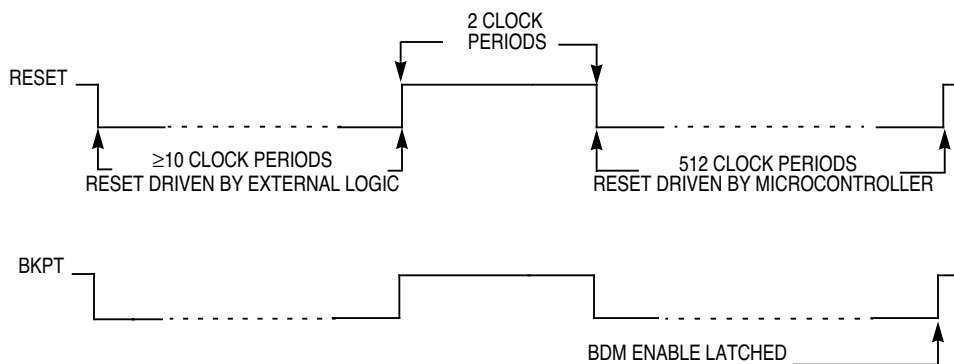 2 CLOCK
PERIODS
RESET
≥10 CLOCK PERIODS
RESET DRIVEN BY EXTERNAL LOGIC
512 CLOCK PERIODS
RESET DRIVEN BY MICROCONTROLLER
BKPT
BDM ENABLE LATCHED